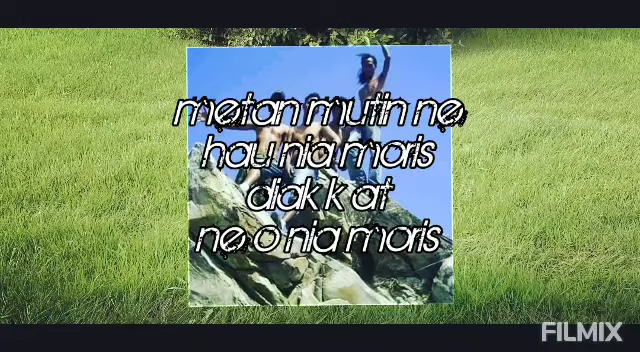 metan mutin ne
hau nia moris
diak k at
ne o nia moris
FILMIX